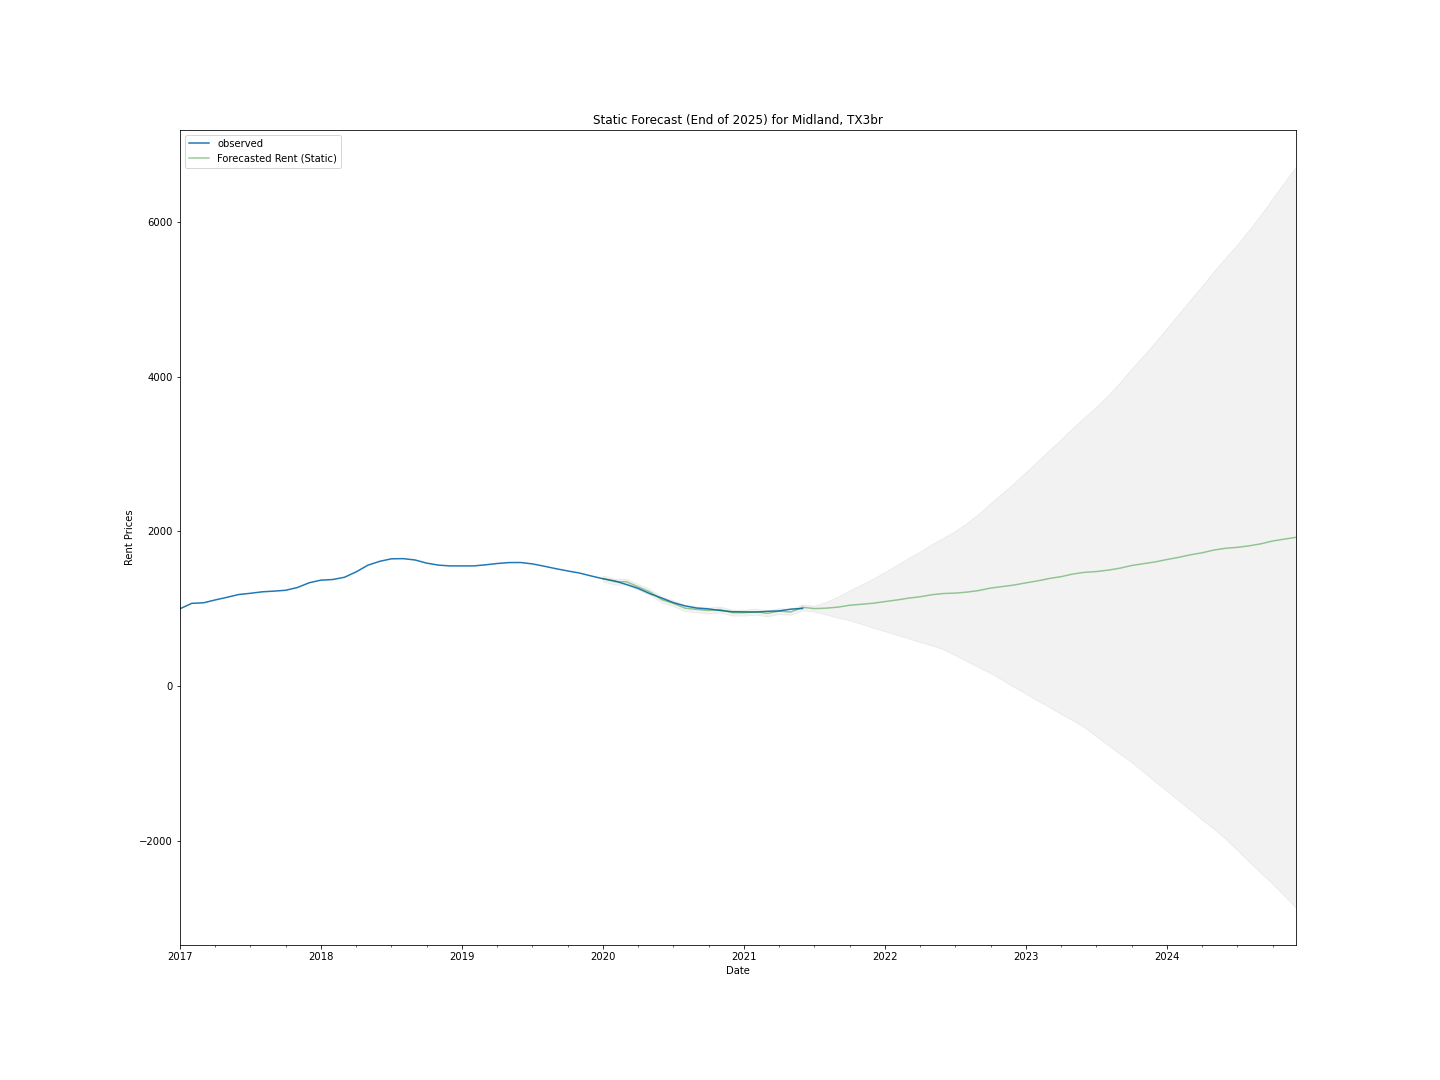 Static Forecast (End of 2025) for Midland, TX3br
observed
Forecasted Rent (Static)
6000
4000
2000
0
−2000
Rent Prices
2017 2018 2019 2020 2021 2022 2023 2024
Date